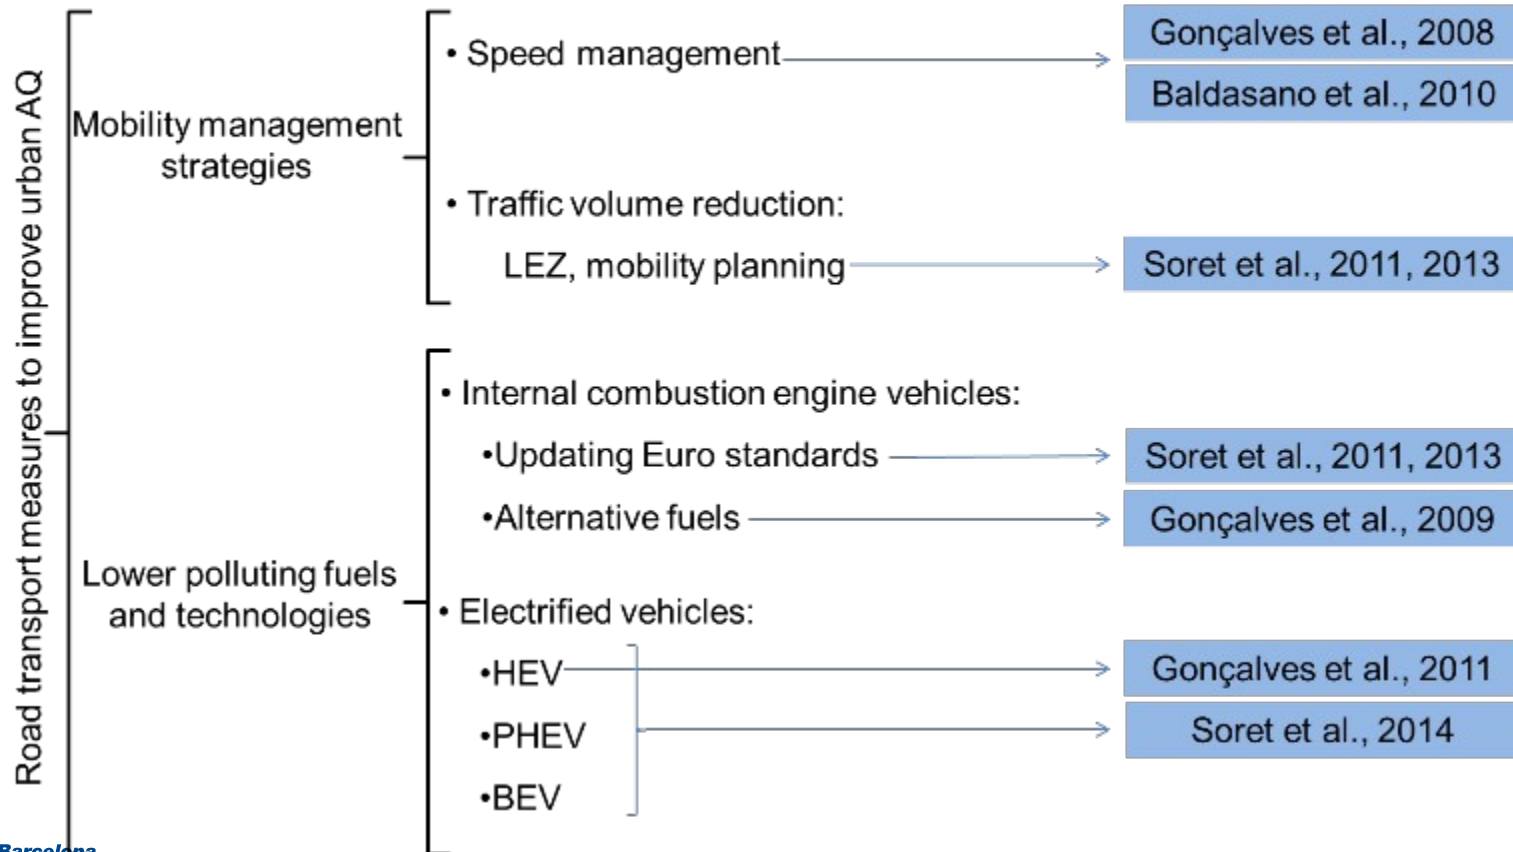 Road transport measures to improve urban AQ
Mobility management
strategies
• Speed management
Gonçalves et al., 2008
Baldasano et al., 2010
• Traffic volume reduction:
LEZ, mobility planning
Soret et al., 2011, 2013
Lower polluting fuels
and technologies
• Internal combustion engine vehicles:
•Updating Euro standards
Soret et al., 2011, 2013
•Alternative fuels
Gonçalves et al., 2009
• Electrified vehicles:
•HEV
Gonçalves et al., 2011
•PHEV
Soret et al., 2014
•BEV
Barcelona